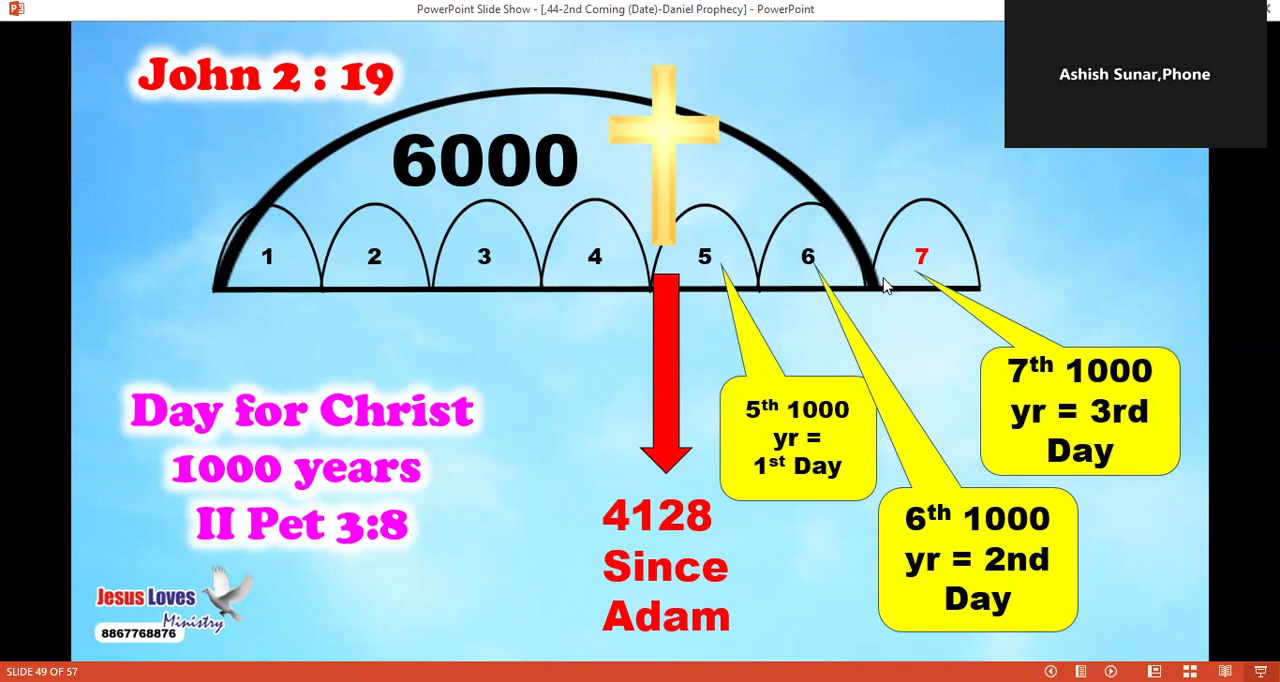 PowerPoint Slide Show - [,44-2nd Coming (Date)-Daniel Prophecy] - PowerPoint
Ashish Sunar,Phone
John 2 : 19
6000
1 2 3 4 5 6 7
7th 1000
yr = 3rd
Day
5th 1000
yr =
1st Day
6th 1000
yr = 2nd
Day
Day for Christ
1000 years
II Pet 3:8
4128
Since
Adam
Jesus Loves
Ministry
8867768876
SLIDE 49 OF 57